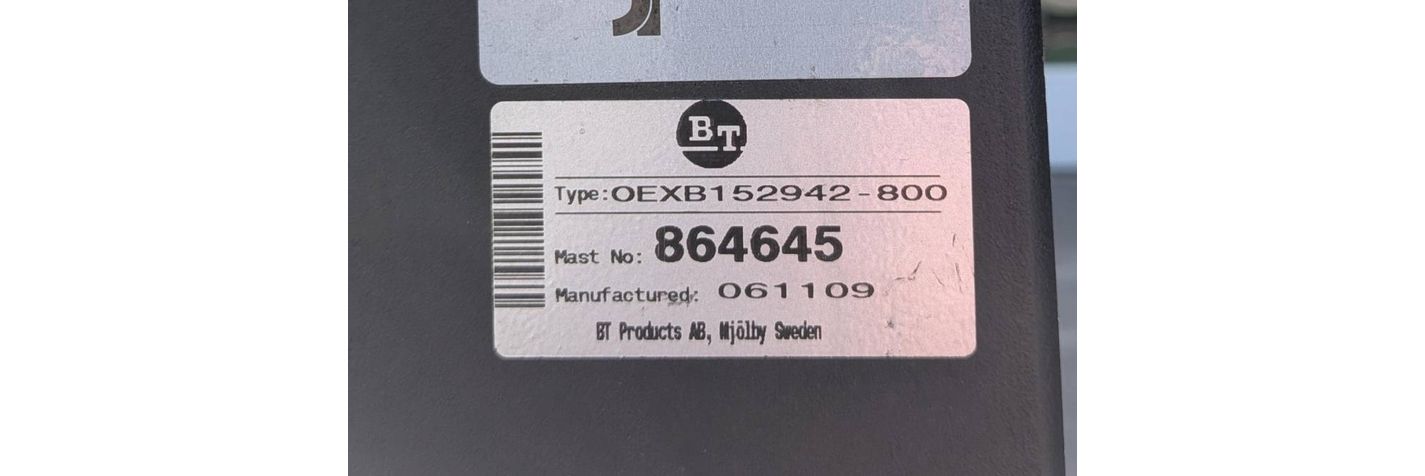 BT
Type:OEXB152942-800
Mast No: 864645
Manufactured: 061109
BT Products AB, Mjölby Sweden